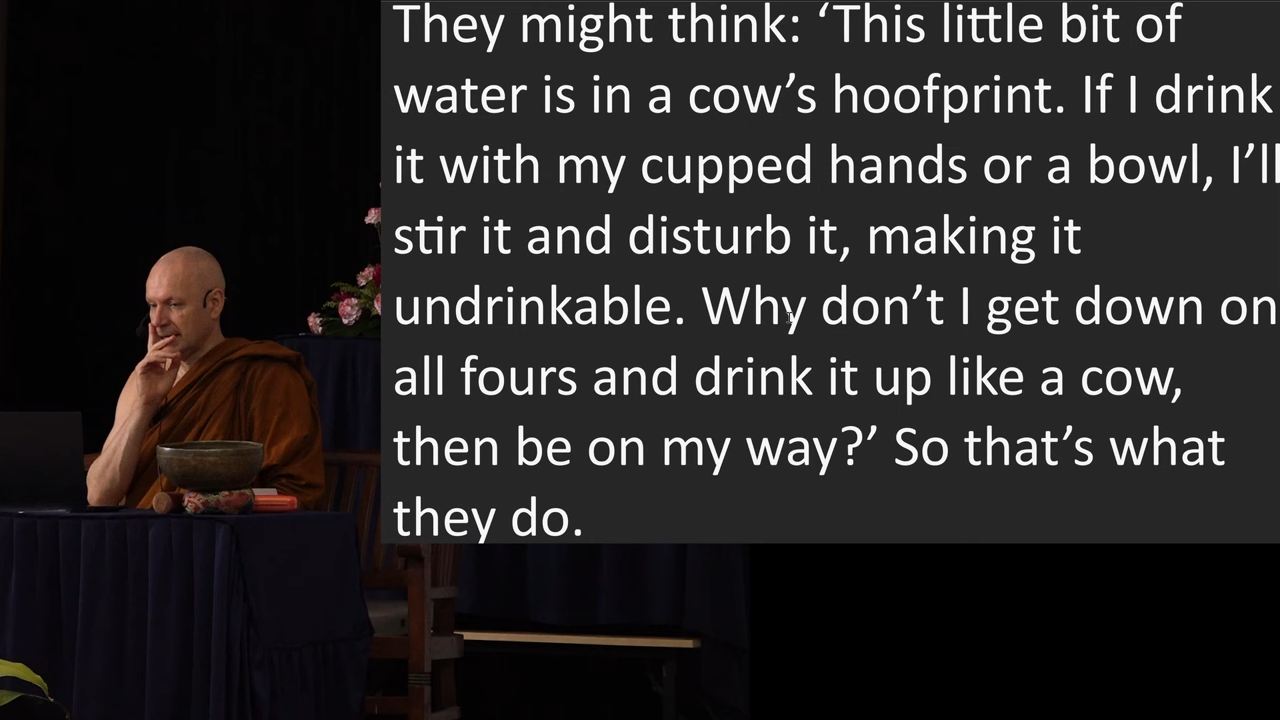 They might think: ‘This little bit of
water is in a cow’s hoofprint. If I drink
it with my cupped hands or a bowl, I’ll
stir it and disturb it, making it
undrinkable. Why don’t I get down on
all fours and drink it up like a cow,
then be on my way?’ So that’s what
they do.